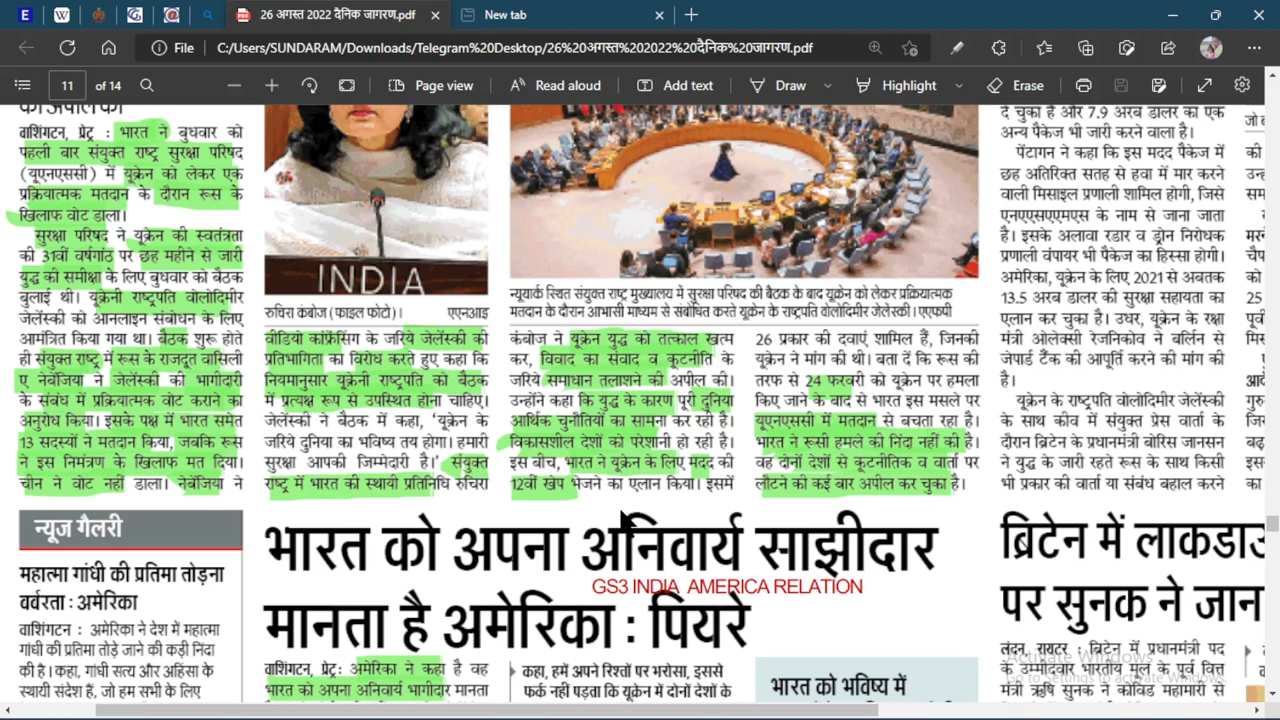 26 अगस्त 2022 दैनिक जागरण.pdf
New tab
File
C:/Users/SUNDARAM/Downloads/Telegram%20Desktop/26%20अगस्त%202022%20दैनिक%20जागरण.pdf
11 of 14
Page view
Read aloud
Add text
Draw
Highlight
Erase
वाशिंगटन, प्रेट्र : भारत ने बुधवार को
पहली बार संयुक्त राष्ट्र सुरक्षा परिषद
(यूएनएससी) में यूक्रेन को लेकर एक
प्रक्रियात्मक मतदान के दौरान रूस के
खिलाफ वोट डाला।
सुरक्षा परिषद ने यूक्रेन की स्वतंत्रता
की 31वीं वर्षगांठ पर छह महीने से जारी
युद्ध की समीक्षा के लिए बुधवार को बैठक
बुलाई थी। यूक्रेनी राष्ट्रपति वोलोदिमीर
जेलेंस्की को आनलाइन संबोधन के लिए
आमंत्रित किया गया था। बैठक शुरू होते
ही संयुक्त राष्ट्र में रूस के राजदूत वासिली
ए नेबेंजिया ने जेलेंस्की की भागीदारी
के संबंध में प्रक्रियात्मक वोट कराने का
अनुरोध किया। इसके पक्ष में भारत समेत
13 सदस्यों ने मतदान किया, जबकि रूस
ने इस निमंत्रण के खिलाफ मत दिया।
चीन ने वोट नहीं डाला। नेबेंजिया ने
INDIA
रुचिरा कंबोज (फाइल फोटो)। एएनआइ
वीडियो कांफ्रेंसिंग के जरिये जेलेंस्की की
प्रतिभागिता का विरोध करते हुए कहा कि
नियमानुसार यूक्रेनी राष्ट्रपति को बैठक
में प्रत्यक्ष रूप से उपस्थित होना चाहिए।
जेलेंस्की ने बैठक में कहा, 'यूक्रेन के
जरिये दुनिया का भविष्य तय होगा। हमारी
सुरक्षा आपकी जिम्मेदारी है।' संयुक्त
राष्ट्र में भारत की स्थायी प्रतिनिधि रुचिरा
न्यूयार्क स्थित संयुक्त राष्ट्र मुख्यालय में सुरक्षा परिषद की बैठक के बाद यूक्रेन को लेकर प्रक्रियात्मक
मतदान के दौरान आभासी माध्यम से संबोधित करते यूक्रेन के राष्ट्रपति वोलोदिमीर जेलेंस्की। एएफपी
कंबोज ने यूक्रेन युद्ध को तत्काल खत्म
कर, विवाद का संवाद व कूटनीति के
जरिये समाधान तलाशने की अपील की।
उन्होंने कहा कि युद्ध के कारण पूरी दुनिया
आर्थिक चुनौतियों का सामना कर रही है।
विकासशील देशों को परेशानी हो रही है।
इस बीच, भारत ने यूक्रेन के लिए मदद की
12वीं खेप भेजने का एलान किया। इसमें
26 प्रकार की दवाएं शामिल हैं, जिनकी
यूक्रेन ने मांग की थी। बता दें कि रूस की
तरफ से 24 फरवरी को यूक्रेन पर हमला
किए जाने के बाद से भारत इस मसले पर
यूएनएससी में मतदान से बचता रहा है।
भारत ने रूसी हमले की निंदा नहीं की है।
वह दोनों देशों से कूटनीतिक व वार्ता पर
लौटने की कई बार अपील कर चुका है।
दे चुका है और 7.9 अरब डालर का एक
अन्य पैकेज भी जारी करने वाला है।
पेंटागन ने कहा कि इस मदद पैकेज में
छह अतिरिक्त सतह से हवा में मार करने
वाली मिसाइल प्रणाली शामिल होगी, जिसे
एनएएसएएमएस के नाम से जाना जाता
है। इसके अलावा रडार व ड्रोन निरोधक
प्रणाली वंपायर भी पैकेज का हिस्सा होगी।
अमेरिका, यूक्रेन के लिए 2021 से अबतक
13.5 अरब डालर की सुरक्षा सहायता का
एलान कर चुका है। उधर, यूक्रेन के रक्षा
मंत्री ओलेक्सी रेजनिकोव ने बर्लिन से
जेपार्ड टैंक की आपूर्ति करने की मांग की
है।
यूक्रेन के राष्ट्रपति वोलोदिमीर जेलेंस्की
के साथ कीव में संयुक्त प्रेस वार्ता के
दौरान ब्रिटेन के प्रधानमंत्री बोरिस जानसन
ने युद्ध के जारी रहते रूस के साथ किसी
भी प्रकार की वार्ता या संबंध बहाल करने
न्यूज गैलरी
महात्मा गांधी की प्रतिमा तोड़ना
बर्बरता : अमेरिका
वाशिंगटन : अमेरिका ने देश में महात्मा
गांधी की प्रतिमा तोड़े जाने की कड़ी निंदा
की है। कहा, गांधी सत्य और अहिंसा के
स्थायी संदेश हैं, जो हम सभी के लिए
भारत को अपना अनिवार्य साझीदार
GS3 INDIA AMERICA RELATION
मानता है अमेरिका : पियरे
वाशिंगटन, प्रेट्र: अमेरिका ने कहा है वह
भारत को अपना अनिवार्य भागीदार मानता
कहा, हमें अपने रिश्तों पर भरोसा, इससे
फर्क नहीं पड़ता कि यूक्रेन में दोनों देशों के
भारत को भविष्य में
ब्रिटेन में
पर सुनक ने
लंदन, रायटर : ब्रिटेन में प्रधानमंत्री पद
के उम्मीदवार भारतीय मूल के पूर्व वित्त
मंत्री ऋषि सुनक ने कोविड महामारी से
Activate Windows
Go to Settings to activate Windows.